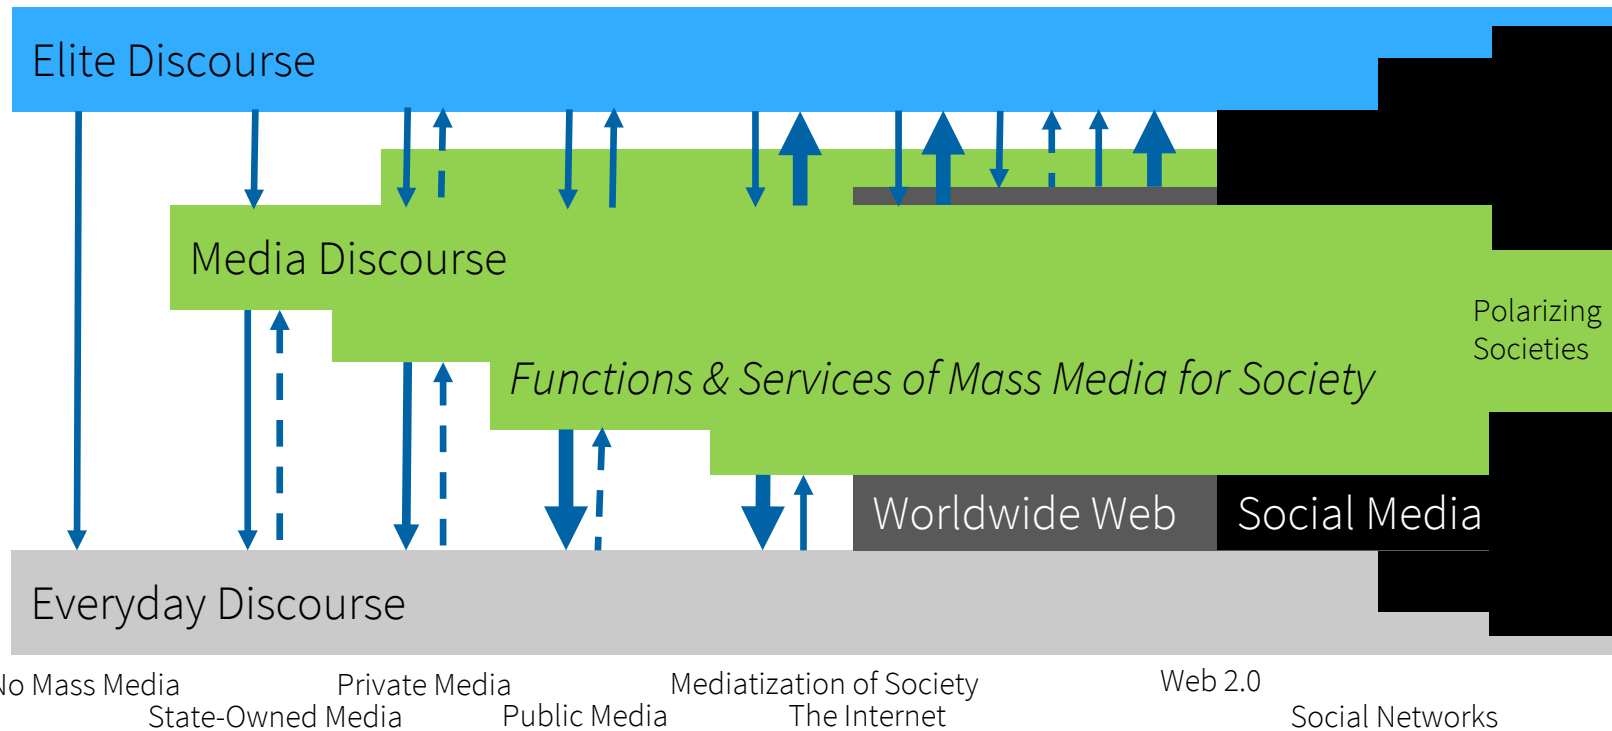 Elite Discourse
Media Discourse
Polarizing
Societies
Functions & Services of Mass Media for Society
Worldwide Web
Social Media
Everyday Discourse
No Mass Media
Private Media
Mediatization of Society
Web 2.0
State-Owned Media
Public Media
The Internet
Social Networks